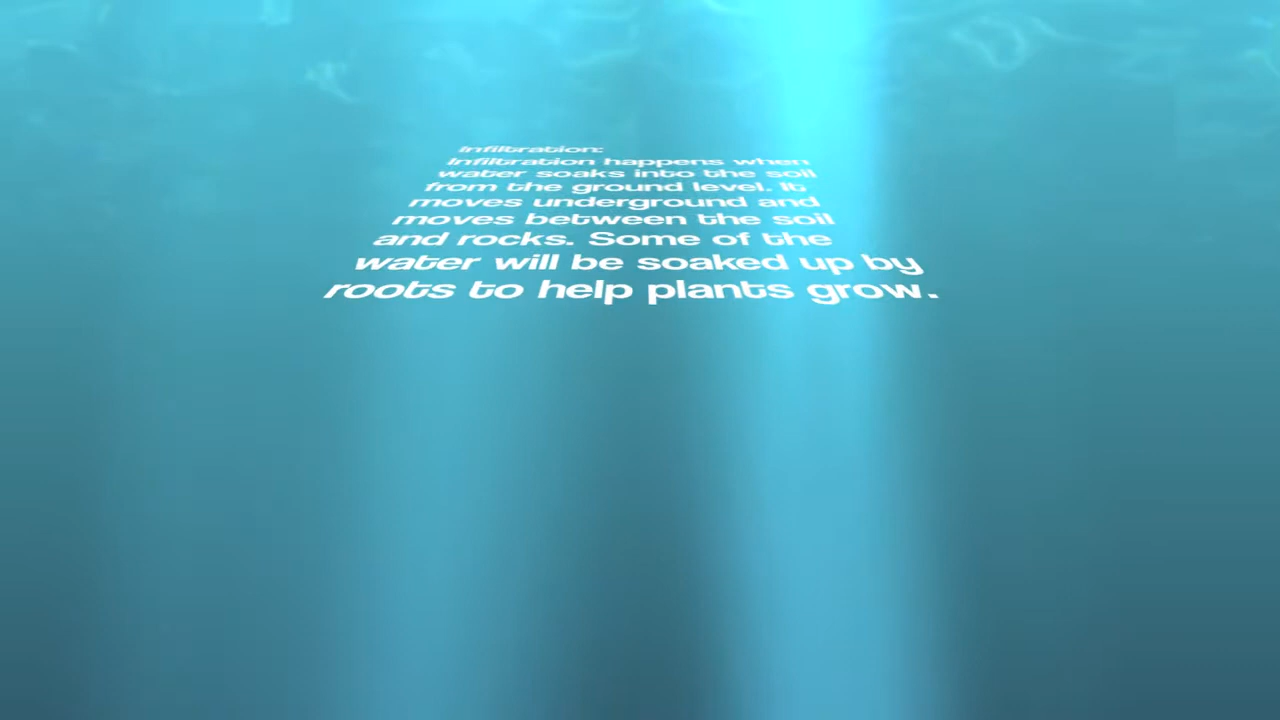 Infiltration:
Infiltration happens when
water soaks into the soil
from the ground level. It
moves underground and
moves between the soil
and rocks. Some of the
water will be soaked up by
roots to help plants grow.